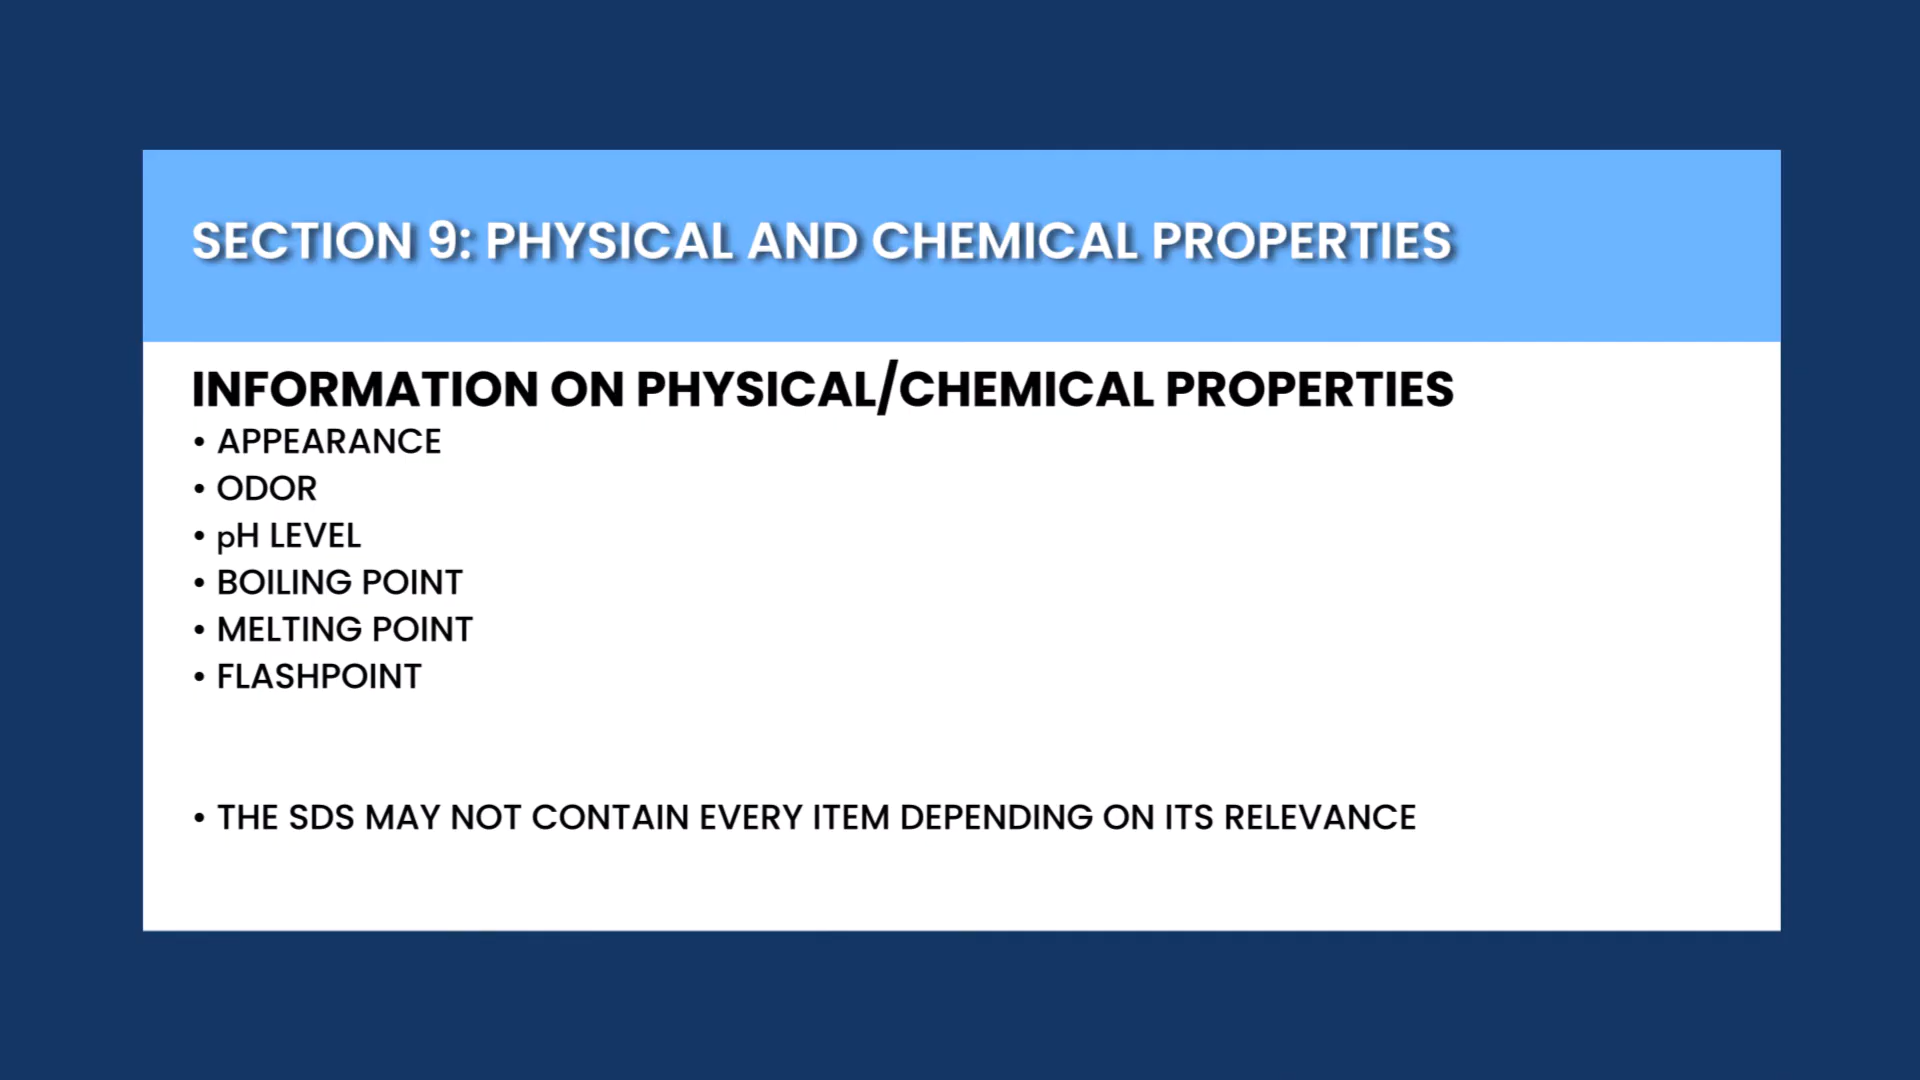 SECTION 9: PHYSICAL AND CHEMICAL PROPERTIES
INFORMATION ON PHYSICAL/CHEMICAL PROPERTIES
• APPEARANCE
• ODOR
• pH LEVEL
• BOILING POINT
• MELTING POINT
• FLASHPOINT
• THE SDS MAY NOT CONTAIN EVERY ITEM DEPENDING ON ITS RELEVANCE